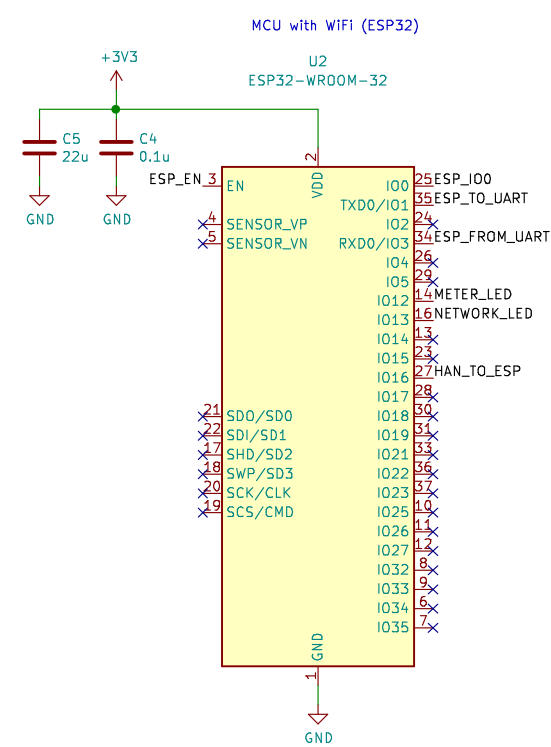 MCU with WiFi (ESP32)
+3V3
U2
ESP32-WROOM-32
C5
22u
C4
0.1u
GND
GND
2
VDD
ESP_EN 3 EN
4 SENSOR_VP
5 SENSOR_VN
21 SDO/SD0
22 SDI/SD1
17 SHD/SD2
18 SWP/SD3
20 SCK/CLK
19 SCS/CMD
IO0 25 ESP_IO0
TXD0/IO1 35 ESP_TO_UART
IO2 24
RXD0/IO3 34 ESP_FROM_UART
IO4 26
IO5 29
IO12 14 METER_LED
IO13 16 NETWORK_LED
IO14 13
IO15 23
IO16 27 HAN_TO_ESP
IO17 28
IO18 30
IO19 31
IO21 33
IO22 36
IO23 37
IO25 10
IO26 11
IO27 12
IO32 8
IO33 9
IO34 6
IO35 7
GND
1
GND